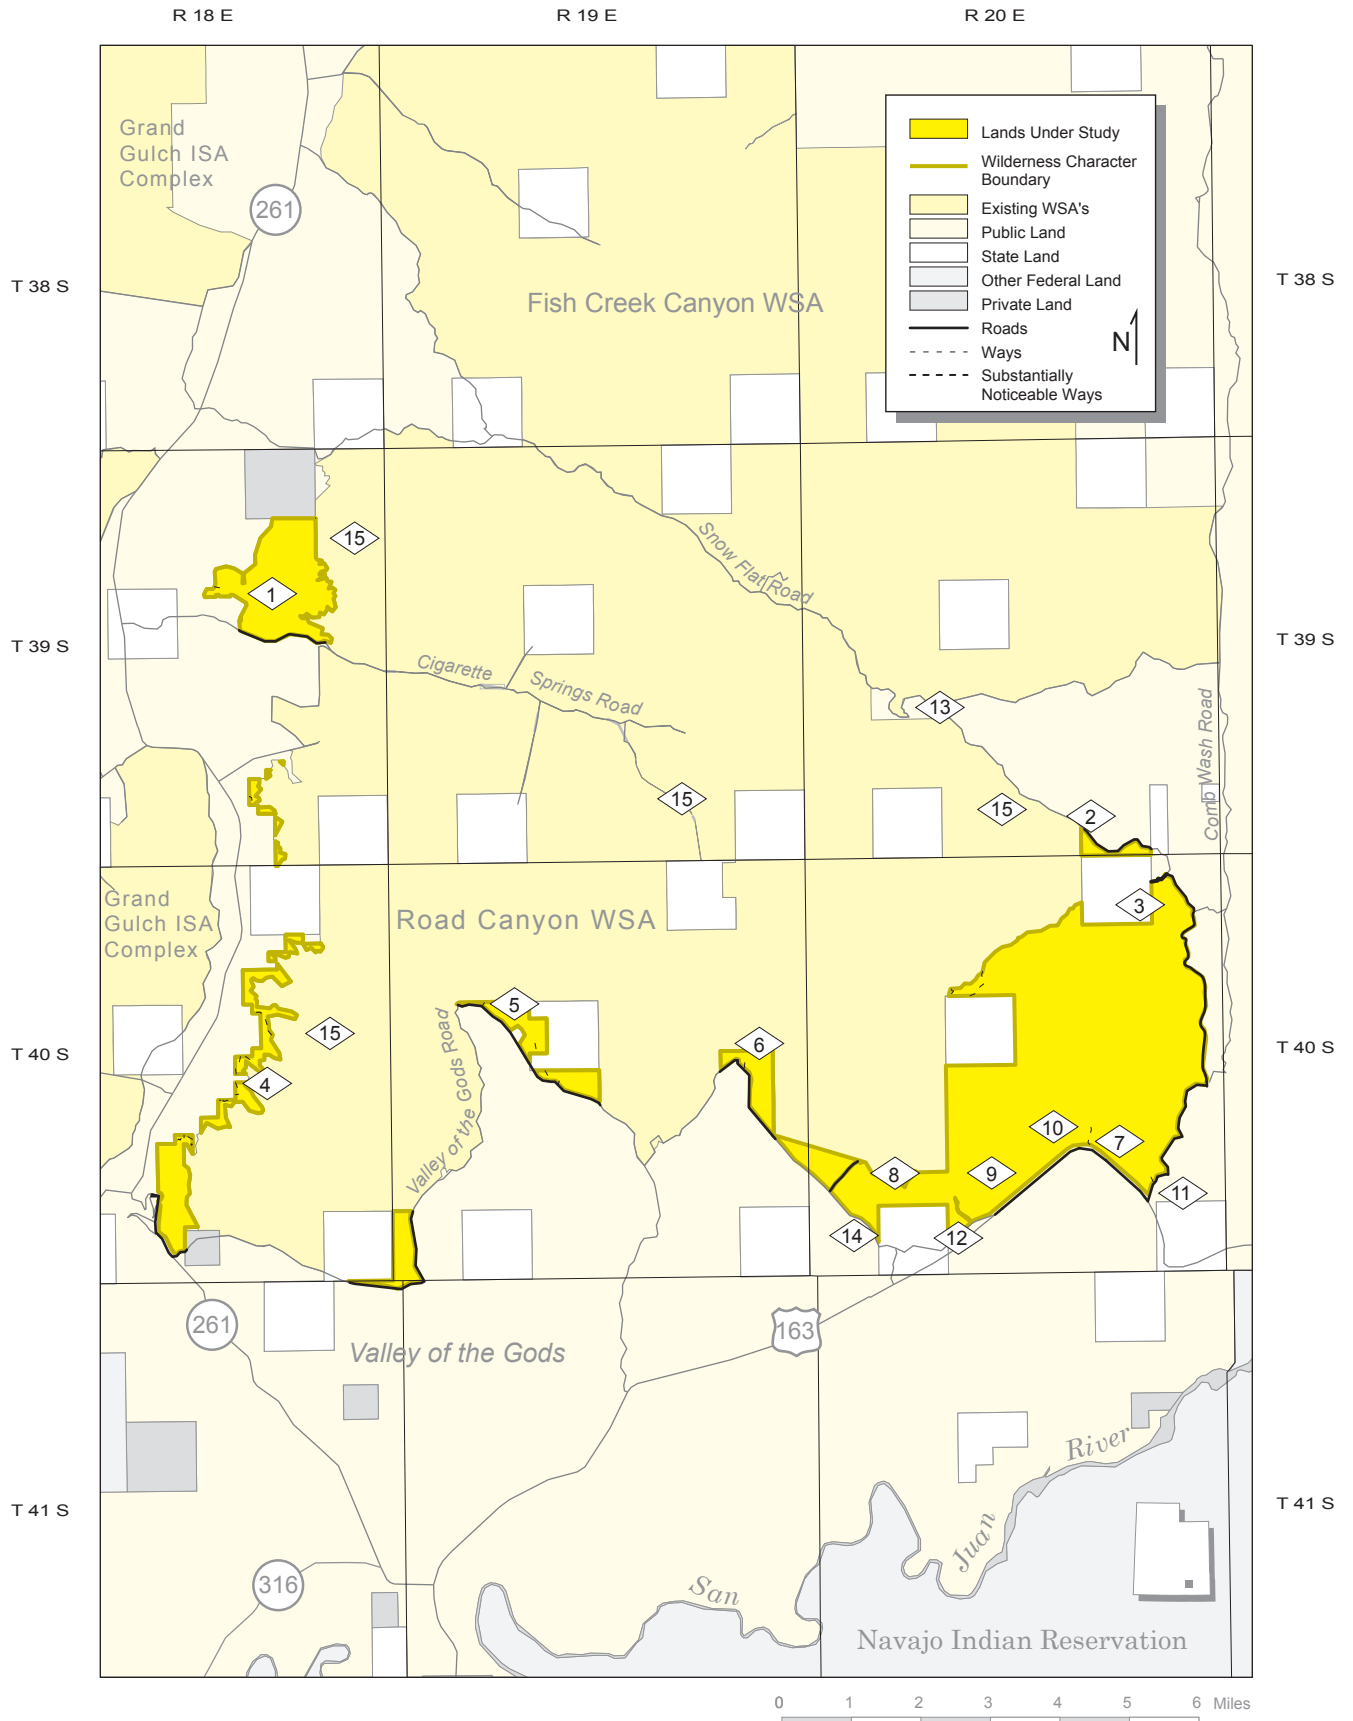 R 18 E
R 19 E
R 20 E
Grand
Gulch ISA
Complex
261
T 38 S
T 38 S
Fish Creek Canyon WSA
Lands Under Study
Wilderness Character
Boundary
Existing WSA's
Public Land
State Land
Other Federal Land
Private Land
Roads
Ways
Substantially
Noticeable Ways
N
15
1
Snow Flat Road
T 39 S
T 39 S
Cigarette
Springs Road
13
Comb Wash Road
15
15
2
Grand
Gulch ISA
Complex
Road Canyon WSA
3
5
15
Valley of the Gods Road
6
T 40 S
T 40 S
4
10
7
8
9
11
14
12
261
163
Valley of the Gods
River
T 41 S
T 41 S
Juan
316
San
Navajo Indian Reservation
0 1 2 3 4 5 6 Miles